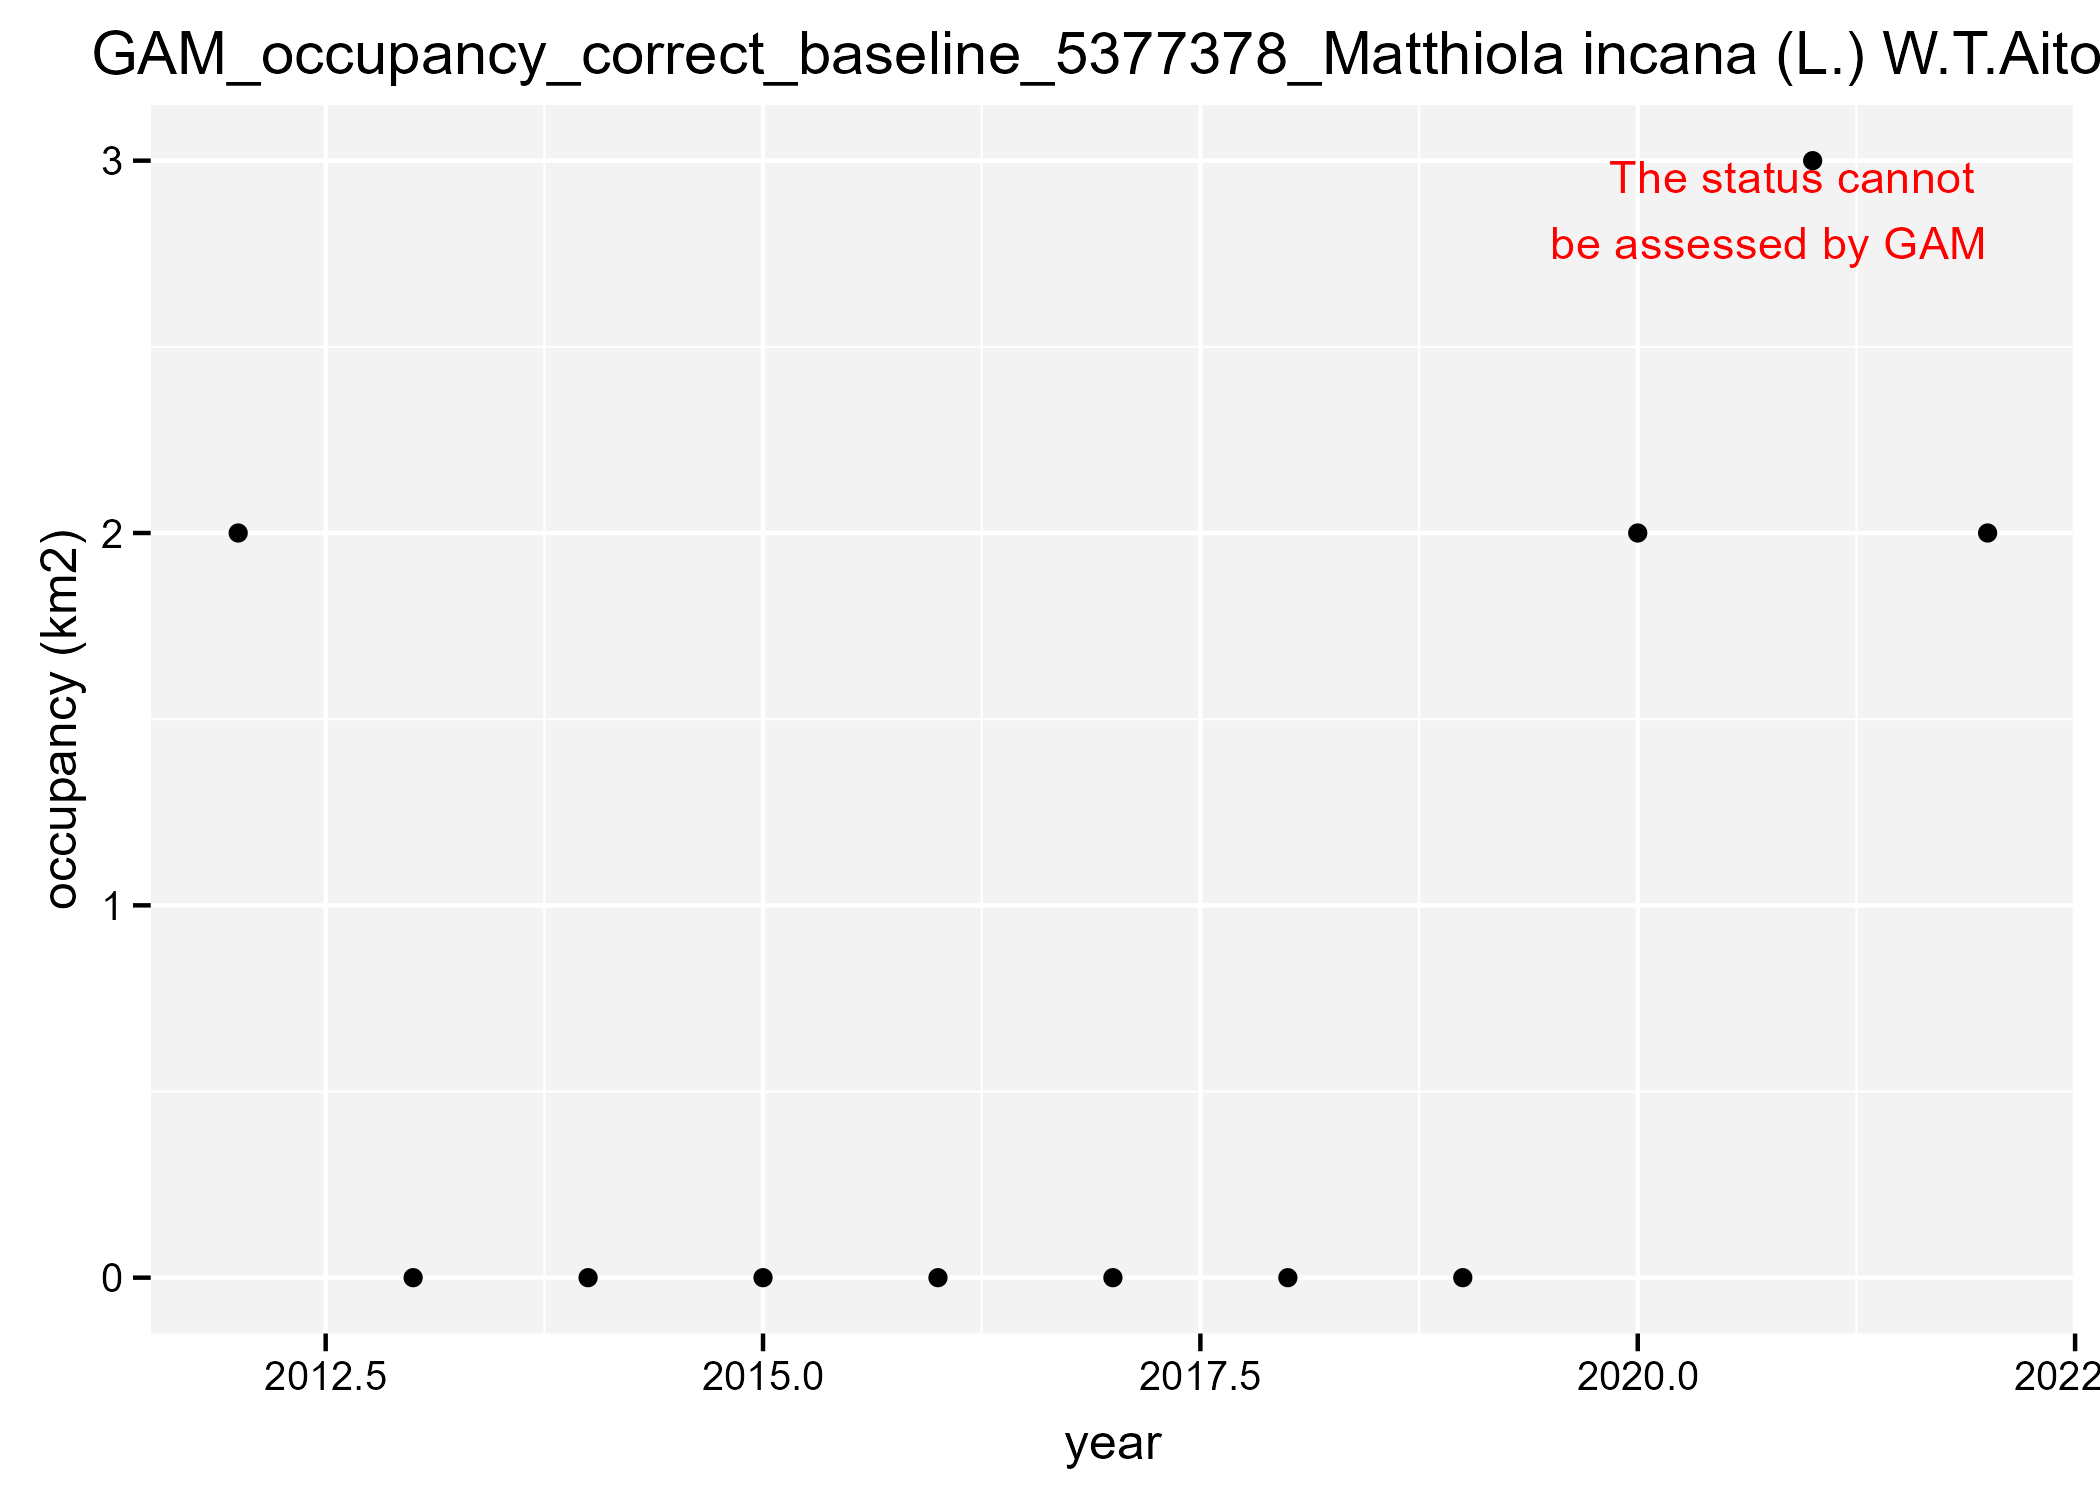 GAM_occupancy_correct_baseline_5377378_Matthiola incana (L.) W.T.Aito
3
The status cannot
be assessed by GAM
2
occupancy (km2)
1
0
2012.5 2015.0 2017.5 2020.0 2022
year